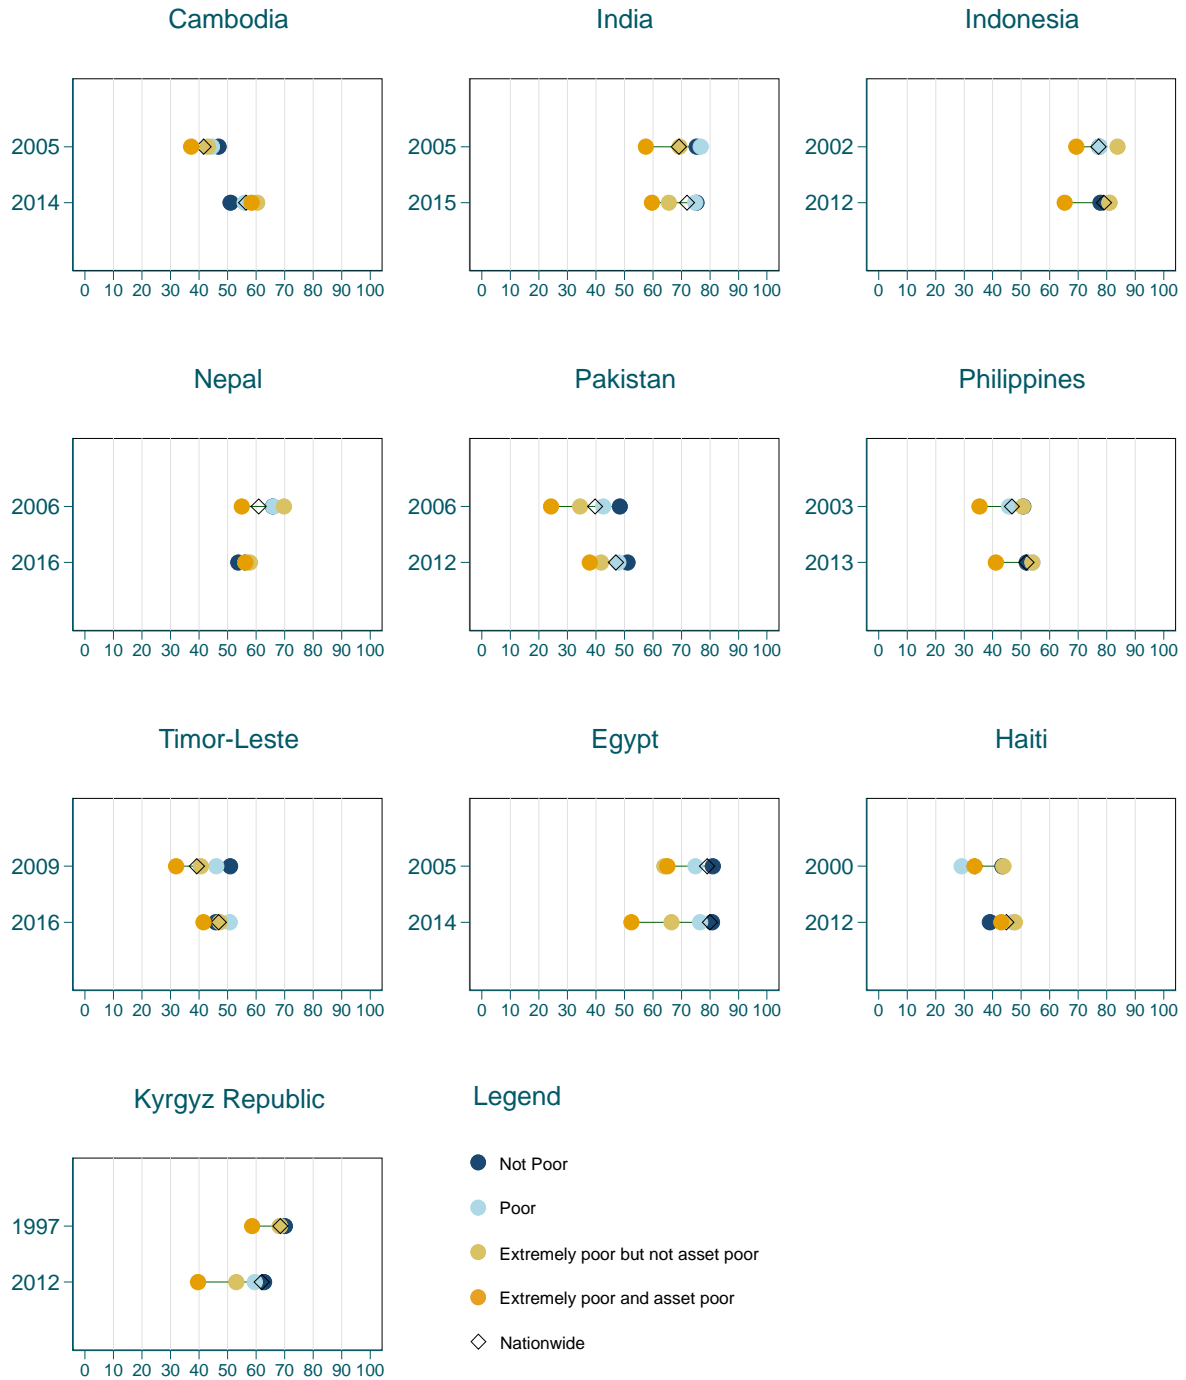 Cambodia
India
Indonesia
2005
2014
2005
2015
2002
2012
0 10 20 30 40 50 60 70 80 90 100
0 10 20 30 40 50 60 70 80 90 100
0 10 20 30 40 50 60 70 80 90 100
Nepal
Pakistan
Philippines
2006
2016
2006
2012
2003
2013
0 10 20 30 40 50 60 70 80 90 100
0 10 20 30 40 50 60 70 80 90 100
0 10 20 30 40 50 60 70 80 90 100
Timor-Leste
Egypt
Haiti
2009
2016
2005
2014
2000
2012
0 10 20 30 40 50 60 70 80 90 100
0 10 20 30 40 50 60 70 80 90 100
0 10 20 30 40 50 60 70 80 90 100
Kyrgyz Republic
1997
2012
0 10 20 30 40 50 60 70 80 90 100
Legend
Not Poor
Poor
Extremely poor but not asset poor
Extremely poor and asset poor
Nationwide